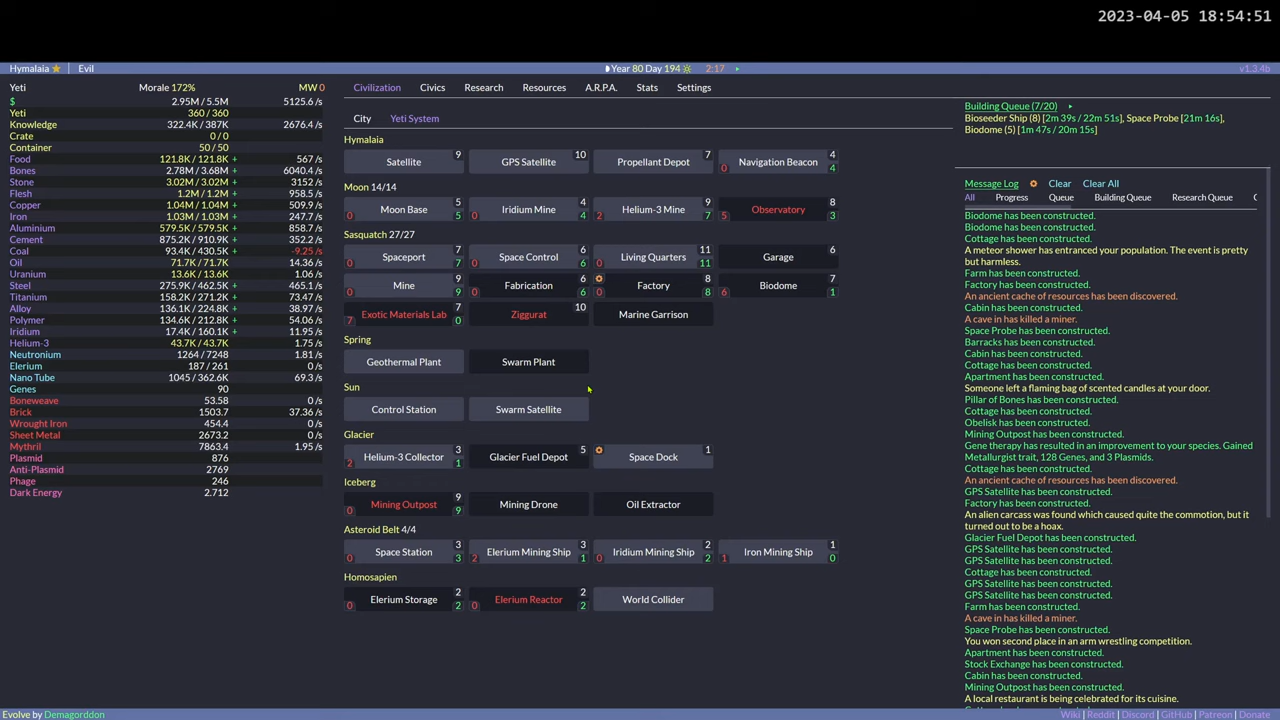 2023-04-05 18:54:51
Hymalaia Evil
Year 80 Day 194 2:17
v1.3.4b
Yeti Morale 172% MW 0
$ 2.95M / 5.5M 5125.6 /s
Yeti 360 / 360
Knowledge 322.4K / 387K 2676.4 /s
Crate 0 / 0
Container 50 / 50
Food 121.8K / 121.8K + 567 /s
Bones 2.78M / 3.68M + 6040.4 /s
Stone 3.02M / 3.02M + 3152 /s
Flesh 1.2M / 1.2M + 958.5 /s
Copper 1.04M / 1.04M + 509.9 /s
Iron 1.03M / 1.03M + 247.7 /s
Aluminium 579.5K / 579.5K + 858.7 /s
Cement 875.2K / 910.9K + 352.2 /s
Coal 93.4K / 430.5K + -9.25 /s
Oil 71.7K / 71.7K + 14.36 /s
Uranium 13.6K / 13.6K + 1.06 /s
Steel 275.9K / 462.5K + 465.1 /s
Titanium 158.2K / 271.2K + 73.47 /s
Alloy 136.1K / 224.8K + 38.97 /s
Polymer 134.6K / 212.8K + 54.06 /s
Iridium 17.4K / 160.1K + 11.95 /s
Helium-3 43.7K / 43.7K + 1.75 /s
Neutronium 1264 / 7248 1.81 /s
Elerium 187 / 261 0 /s
Nano Tube 1045 / 362.6K 69.3 /s
Genes 90
Boneweave 53.58 0 /s
Brick 1503.7 37.36 /s
Wrought Iron 454.4 0 /s
Sheet Metal 2673.2 0 /s
Mythril 7863.4 1.95 /s
Plasmid 876
Anti-Plasmid 2769
Phage 246
Dark Energy 2.712
Civilization Civics Research Resources A.R.P.A. Stats Settings
City Yeti System
Hymalaia
Satellite 9 GPS Satellite 10 Propellant Depot 7 Navigation Beacon 4 0 4
Moon 14/14
Moon Base 5 0 5 Iridium Mine 4 0 4 Helium-3 Mine 9 2 7 Observatory 8 5 3
Sasquatch 27/27
Spaceport 7 0 7 Space Control 6 0 6 Living Quarters 11 0 11 Garage 6
Mine 9 0 9 Fabrication 6 0 6 Factory 8 0 8 Biodome 7 6 1
Exotic Materials Lab 7 7 0 Ziggurat 10 Marine Garrison
Spring
Geothermal Plant Swarm Plant
Sun
Control Station Swarm Satellite
Glacier
Helium-3 Collector 3 2 1 Glacier Fuel Depot 5 Space Dock 1
Iceberg
Mining Outpost 9 0 9 Mining Drone Oil Extractor
Asteroid Belt 4/4
Space Station 3 0 3 Elerium Mining Ship 3 2 1 Iridium Mining Ship 2 0 2 Iron Mining Ship 1 1 0
Homosapien
Elerium Storage 2 0 2 Elerium Reactor 2 0 2 World Collider
Building Queue (7/20)
Bioseeder Ship (8) [2m 39s / 22m 51s], Space Probe [21m 16s],
Biodome (5) [1m 47s / 20m 15s]
Message Log Clear Clear All
All Progress Queue Building Queue Research Queue C
Biodome has been constructed.
Biodome has been constructed.
Cottage has been constructed.
A meteor shower has entranced your population. The event is pretty
but harmless.
Farm has been constructed.
Factory has been constructed.
An ancient cache of resources has been discovered.
Cabin has been constructed.
A cave in has killed a miner.
Space Probe has been constructed.
Barracks has been constructed.
Cabin has been constructed.
Cottage has been constructed.
Apartment has been constructed.
Someone left a flaming bag of scented candles at your door.
Pillar of Bones has been constructed.
Cottage has been constructed.
Obelisk has been constructed.
Mining Outpost has been constructed.
Gene therapy has resulted in an improvement to your species. Gained
Metallurgist trait, 128 Genes, and 3 Plasmids.
Cottage has been constructed.
An ancient cache of resources has been discovered.
GPS Satellite has been constructed.
Factory has been constructed.
An alien carcass was found which caused quite the commotion, but it
turned out to be a hoax.
Glacier Fuel Depot has been constructed.
GPS Satellite has been constructed.
GPS Satellite has been constructed.
Cottage has been constructed.
GPS Satellite has been constructed.
GPS Satellite has been constructed.
Farm has been constructed.
A cave in has killed a miner.
Space Probe has been constructed.
You won second place in an arm wrestling competition.
Apartment has been constructed.
Stock Exchange has been constructed.
Cabin has been constructed.
Mining Outpost has been constructed.
A local restaurant is being celebrated for its cuisine.
Evolve by Demagorddon
Wiki | Reddit | Discord | GitHub | Patreon | Donate